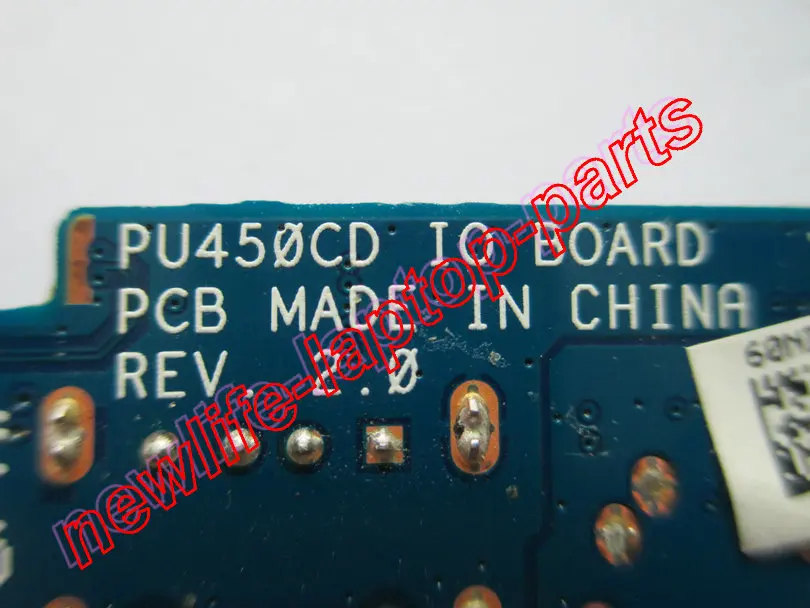 PU450CD IO BOARD
PCB MADE IN CHINA
REV. 2.0
newlife-laptop-parts